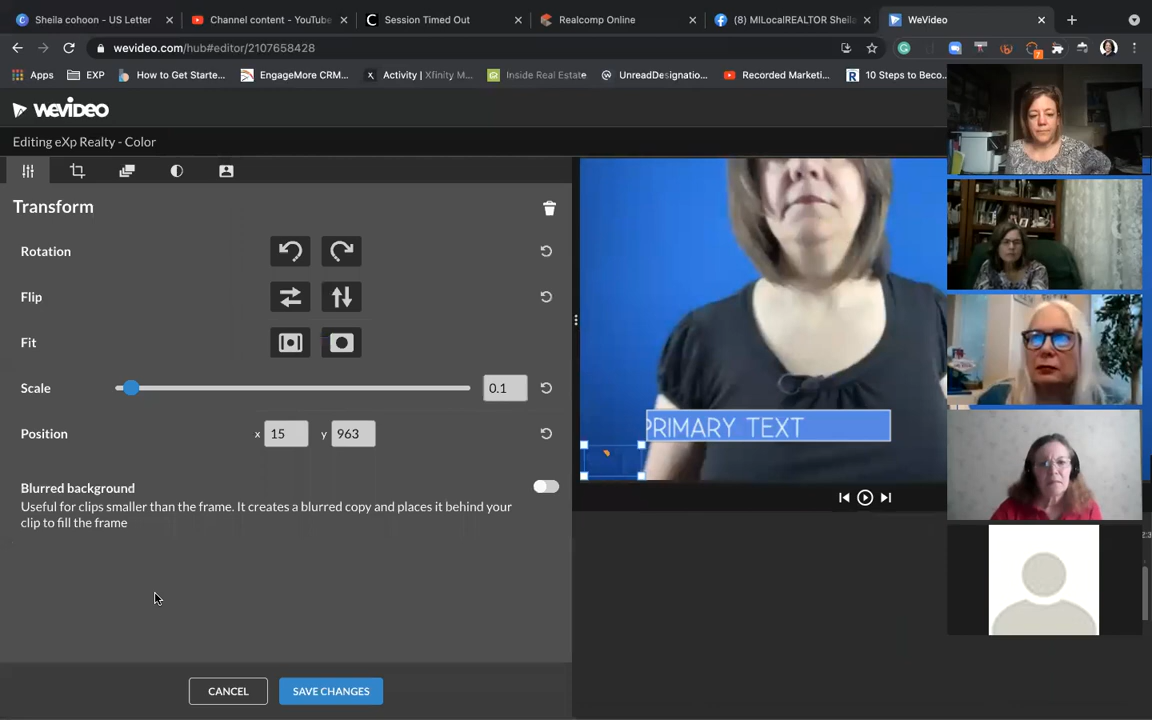 Sheila cohoon - US Letter
Channel content - YouTube
Session Timed Out
Realcomp Online
(8) MILocalREALTOR Sheila
WeVideo
wevideo.com/hub#editor/2107658428
7
Apps
EXP
How to Get Starte...
EngageMore CRM...
Activity | Xfinity M...
Inside Real Estate
UnreadDesignatio...
Recorded Marketi...
10 Steps to Beco...
WEVIDEO
Editing eXp Realty - Color
Transform
Rotation
Flip
Fit
Scale
0.1
Position
x 15 y 963
PRIMARY TEXT
Blurred background
Useful for clips smaller than the frame. It creates a blurred copy and places it behind your
clip to fill the frame
CANCEL
SAVE CHANGES